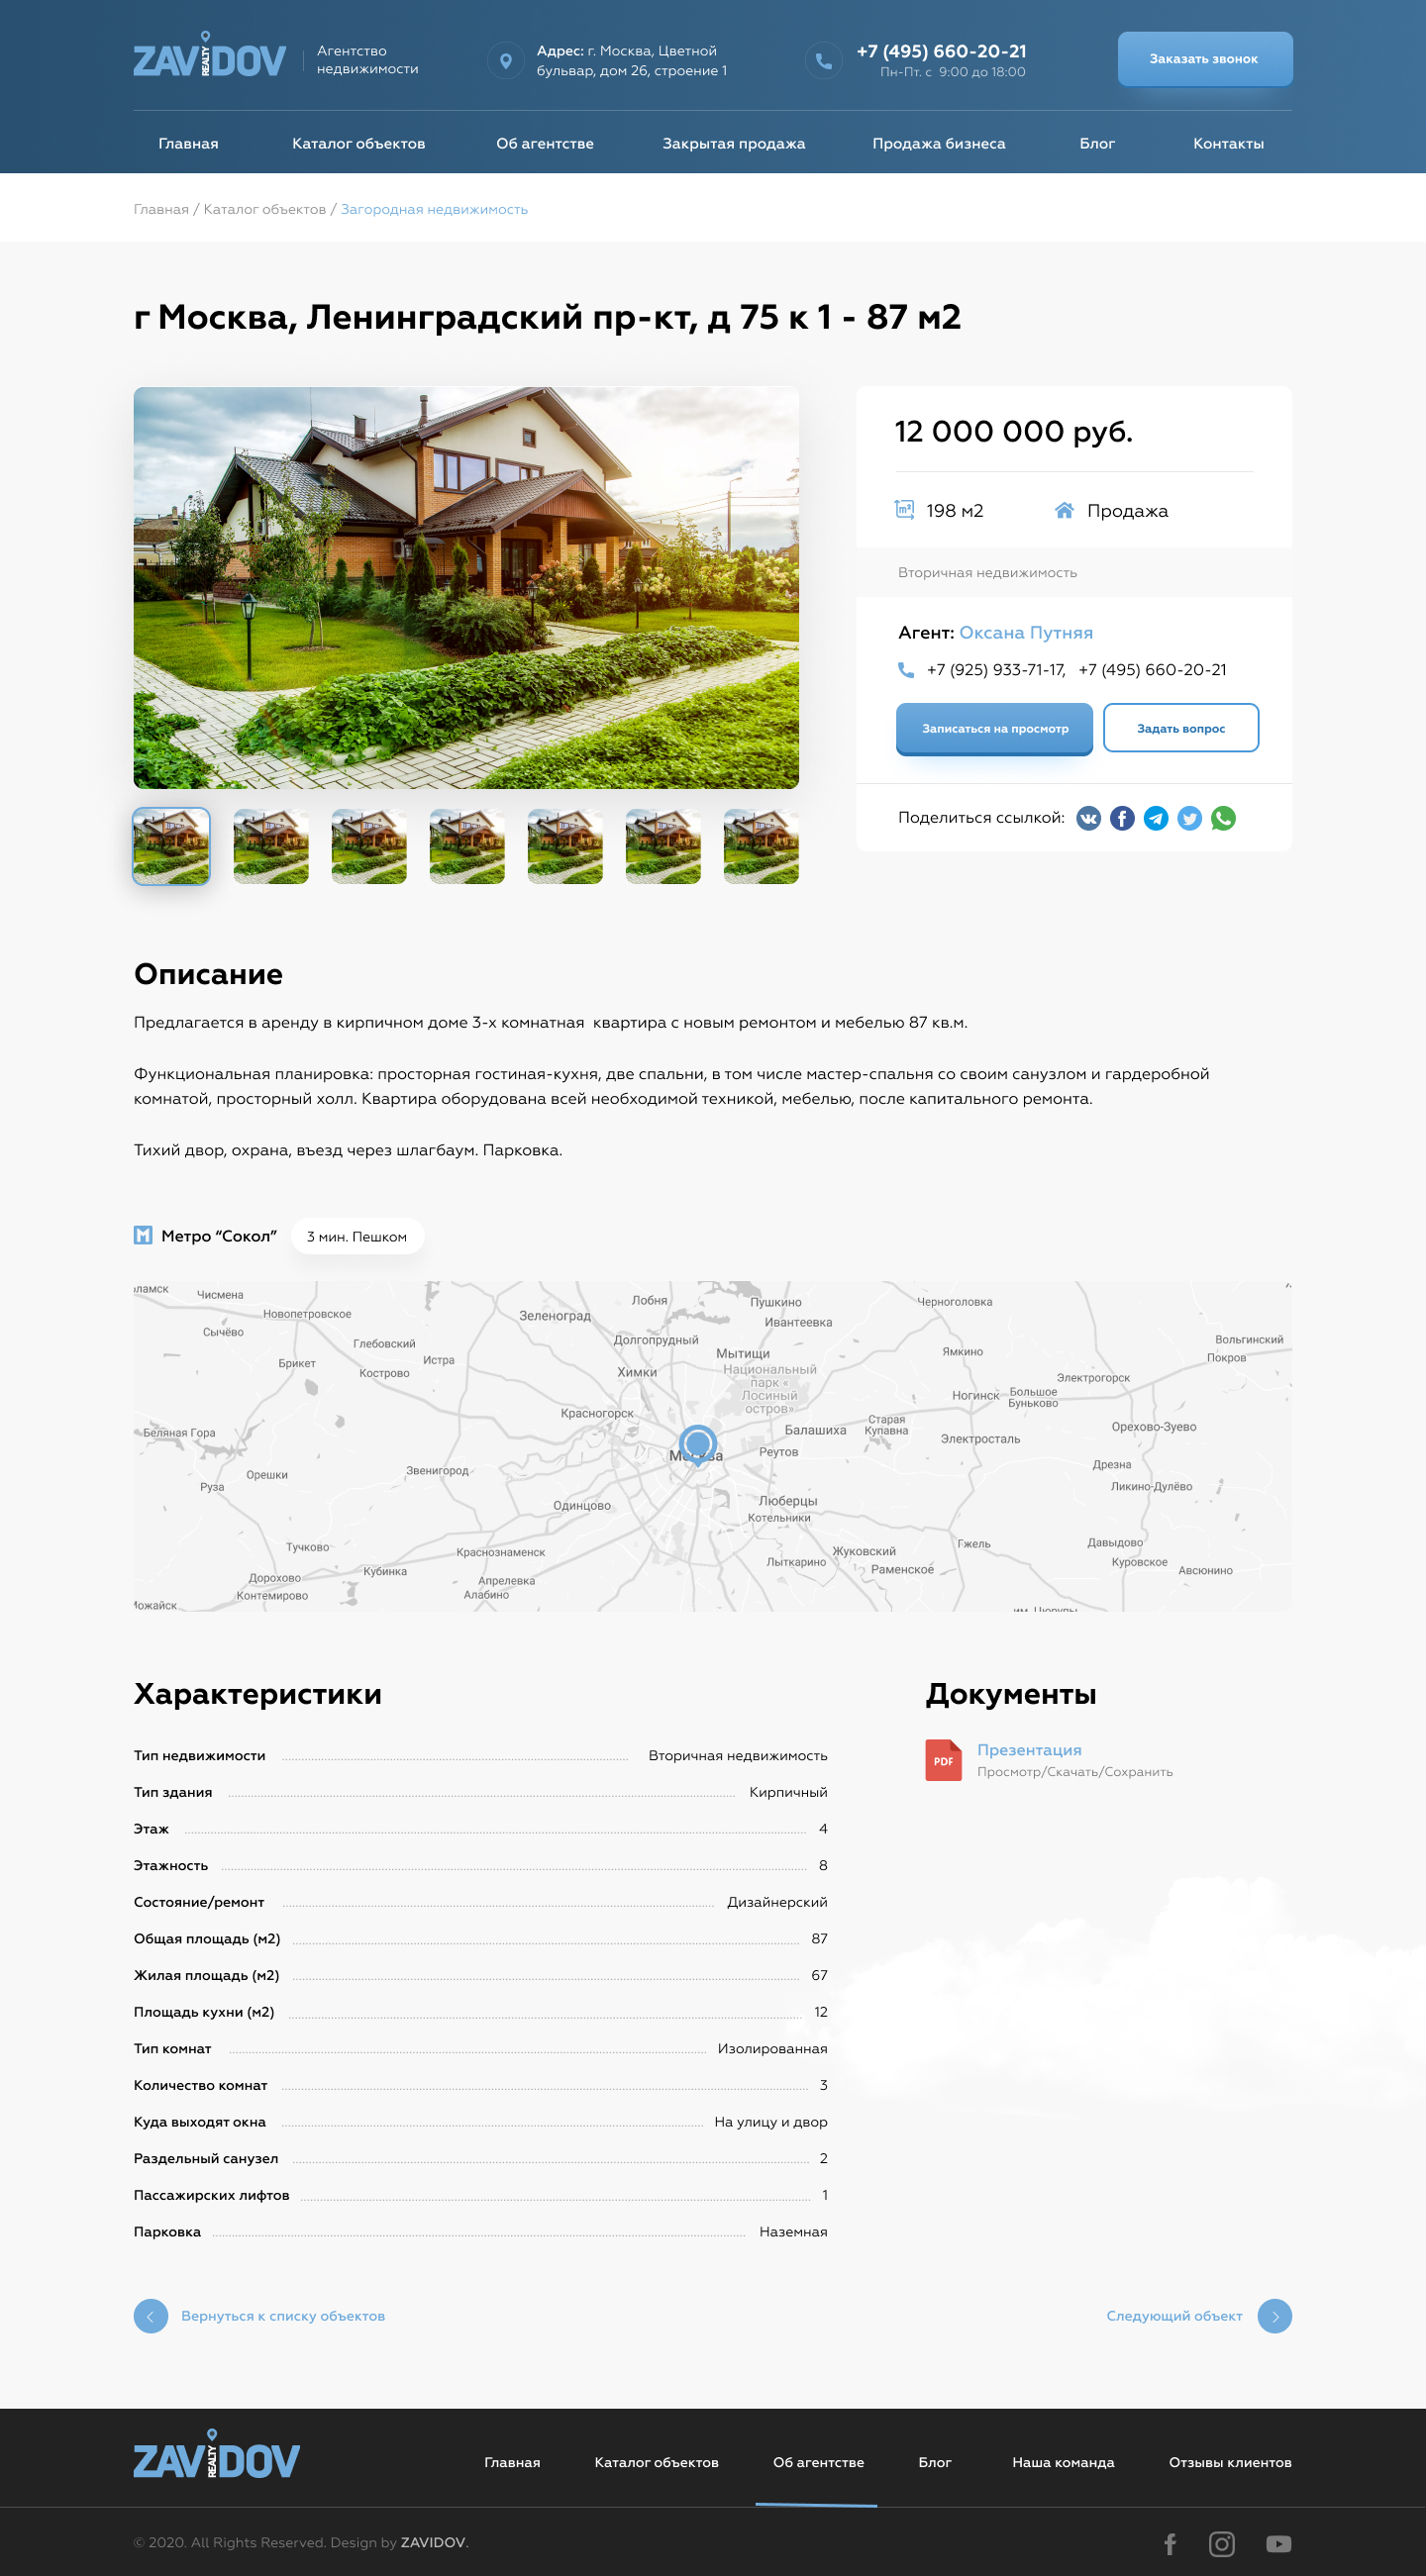 ZAVIDOV
REALTY
Агентство
недвижимости
Адрес: г. Москва, Цветной
бульвар, дом 26, строение 1
+7 (495) 660-20-21
Пн-Пт. с 9:00 до 18:00
Заказать звонок
Главная Каталог объектов Об агентстве Закрытая продажа Продажа бизнеса Блог Контакты
Главная / Каталог объектов / Загородная недвижимость
г Москва, Ленинградский пр-кт, д 75 к 1 - 87 м2
12 000 000 руб.
m²
198 м2
Продажа
Вторичная недвижимость
Агент: Оксана Путняя
+7 (925) 933-71-17, +7 (495) 660-20-21
Записаться на просмотр
Задать вопрос
Поделиться ссылкой:
Описание
Предлагается в аренду в кирпичном доме 3-х комнатная квартира с новым ремонтом и мебелью 87 кв.м.
Функциональная планировка: просторная гостиная-кухня, две спальни, в том числе мастер-спальня со своим санузлом и гардеробной
комнатой, просторный холл. Квартира оборудована всей необходимой техникой, мебелью, после капитального ремонта.
Тихий двор, охрана, въезд через шлагбаум. Парковка.
Метро “Сокол”
3 мин. Пешком
Чисмена
Лобня
Пушкино
Черноголовка
Новопетровское
Зеленоград
Ивантеевка
Сычёво
Долгопрудный
Вольгинский
Глебовский
Мытищи
Ямкино
Покров
Истра
Брикет
Химки
Национальный
парк «
Лосиный
остров»
Кострово
Электрогорск
Ногинск
Большое
Буньково
Красногорск
Старая
Купавна
Балашиха
Орехово-Зуево
Беляная Гора
Электросталь
Реутов
Москва
Звенигород
Дрезна
Орешки
Руза
Ликино-Дулёво
Одинцово
Люберцы
Котельники
Тучково
Краснознаменск
Жуковский
Гжель
Давыдово
Лыткарино
Куровское
Кубинка
Раменское
Авсюнино
Дорохово
Апрелевка
Контемирово
Алабино
Можайск
им. Цюрупы
Характеристики
Тип недвижимости Вторичная недвижимость
Тип здания Кирпичный
Этаж 4
Этажность 8
Состояние/ремонт Дизайнерский
Общая площадь (м2) 87
Жилая площадь (м2) 67
Площадь кухни (м2) 12
Тип комнат Изолированная
Количество комнат 3
Куда выходят окна На улицу и двор
Раздельный санузел 2
Пассажирских лифтов 1
Парковка Наземная
Документы
PDF
Презентация
Просмотр/Скачать/Сохранить
Вернуться к списку объектов
Следующий объект
ZAVIDOV
REALTY
Главная Каталог объектов Об агентстве Блог Наша команда Отзывы клиентов
© 2020. All Rights Reserved. Design by ZAVIDOV.